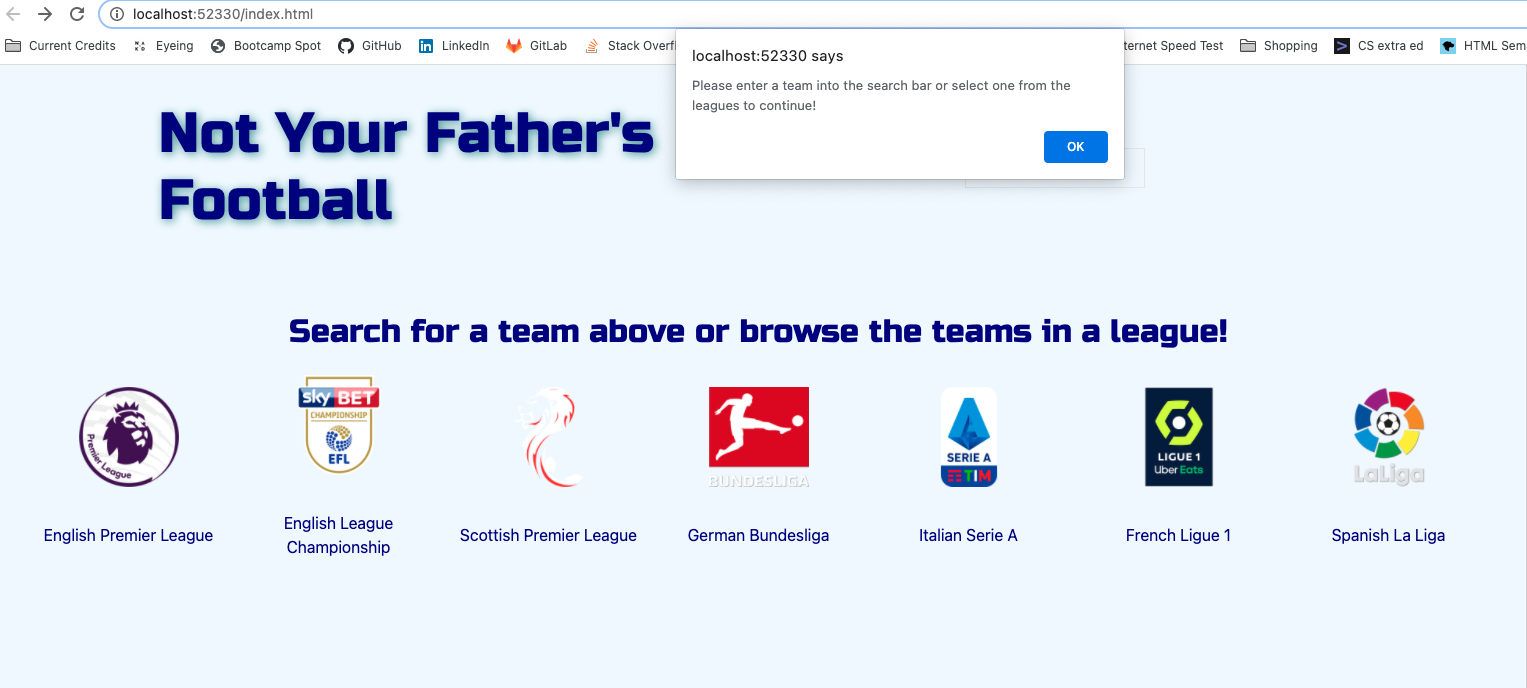 localhost:52330/index.html
Current Credits Eyeing Bootcamp Spot GitHub LinkedIn GitLab Stack Overfl ternet Speed Test Shopping CS extra ed HTML Sem
localhost:52330 says
Please enter a team into the search bar or select one from the
leagues to continue!
OK
Not Your Father's
Football
Search for a team above or browse the teams in a league!
Premier League
sky BET
CHAMPIONSHIP
EFL
BUNDESLIGA
SERIE A
TIM
LIGUE 1
Uber Eats
LaLiga
English Premier League
English League
Championship
Scottish Premier League
German Bundesliga
Italian Serie A
French Ligue 1
Spanish La Liga